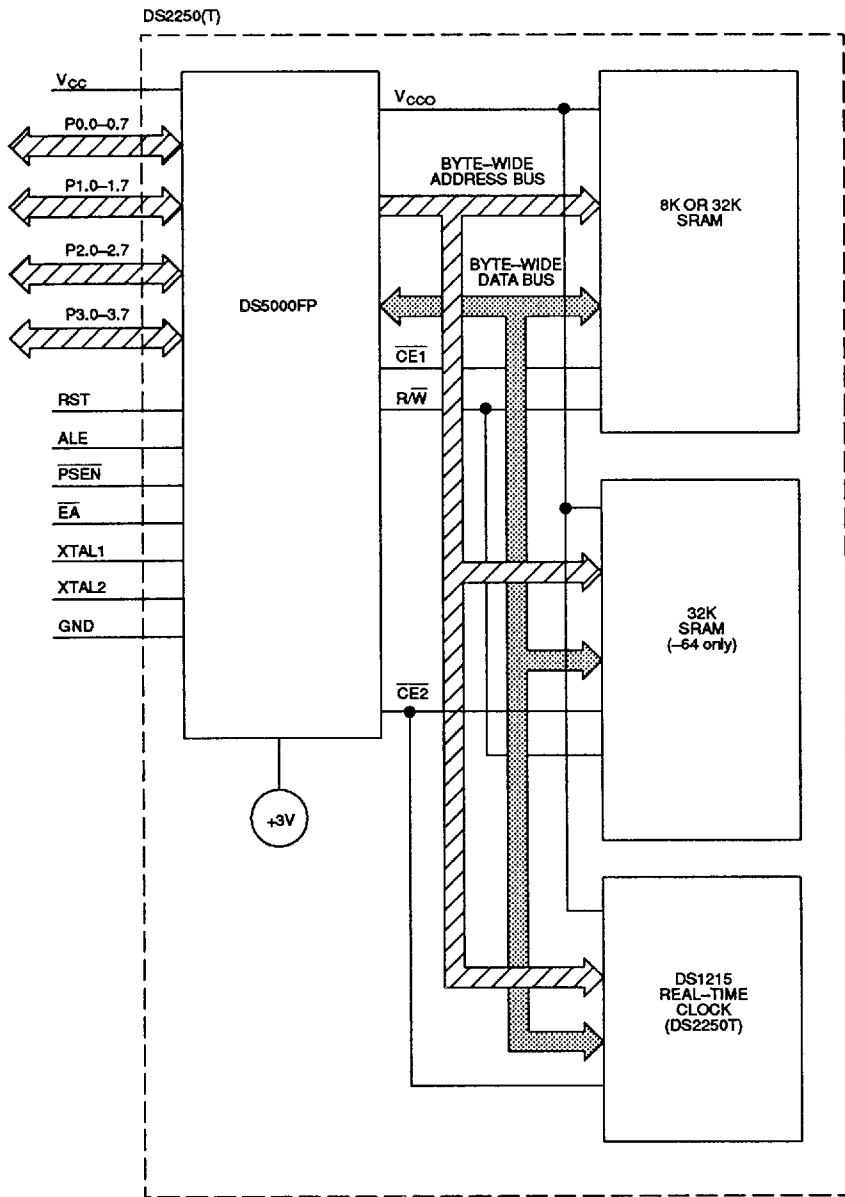 DS2250(T)
VCC
P0.0–0.7
P1.0–1.7
P2.0–2.7
P3.0–3.7
RST
ALE
PSEN
EA
XTAL1
XTAL2
GND
DS5000FP
+3V
VCCO
BYTE–WIDE
ADDRESS BUS
BYTE–WIDE
DATA BUS
CE1
R/W
CE2
8K OR 32K
SRAM
32K
SRAM
(–64 only)
DS1215
REAL–TIME
CLOCK
(DS2250T)